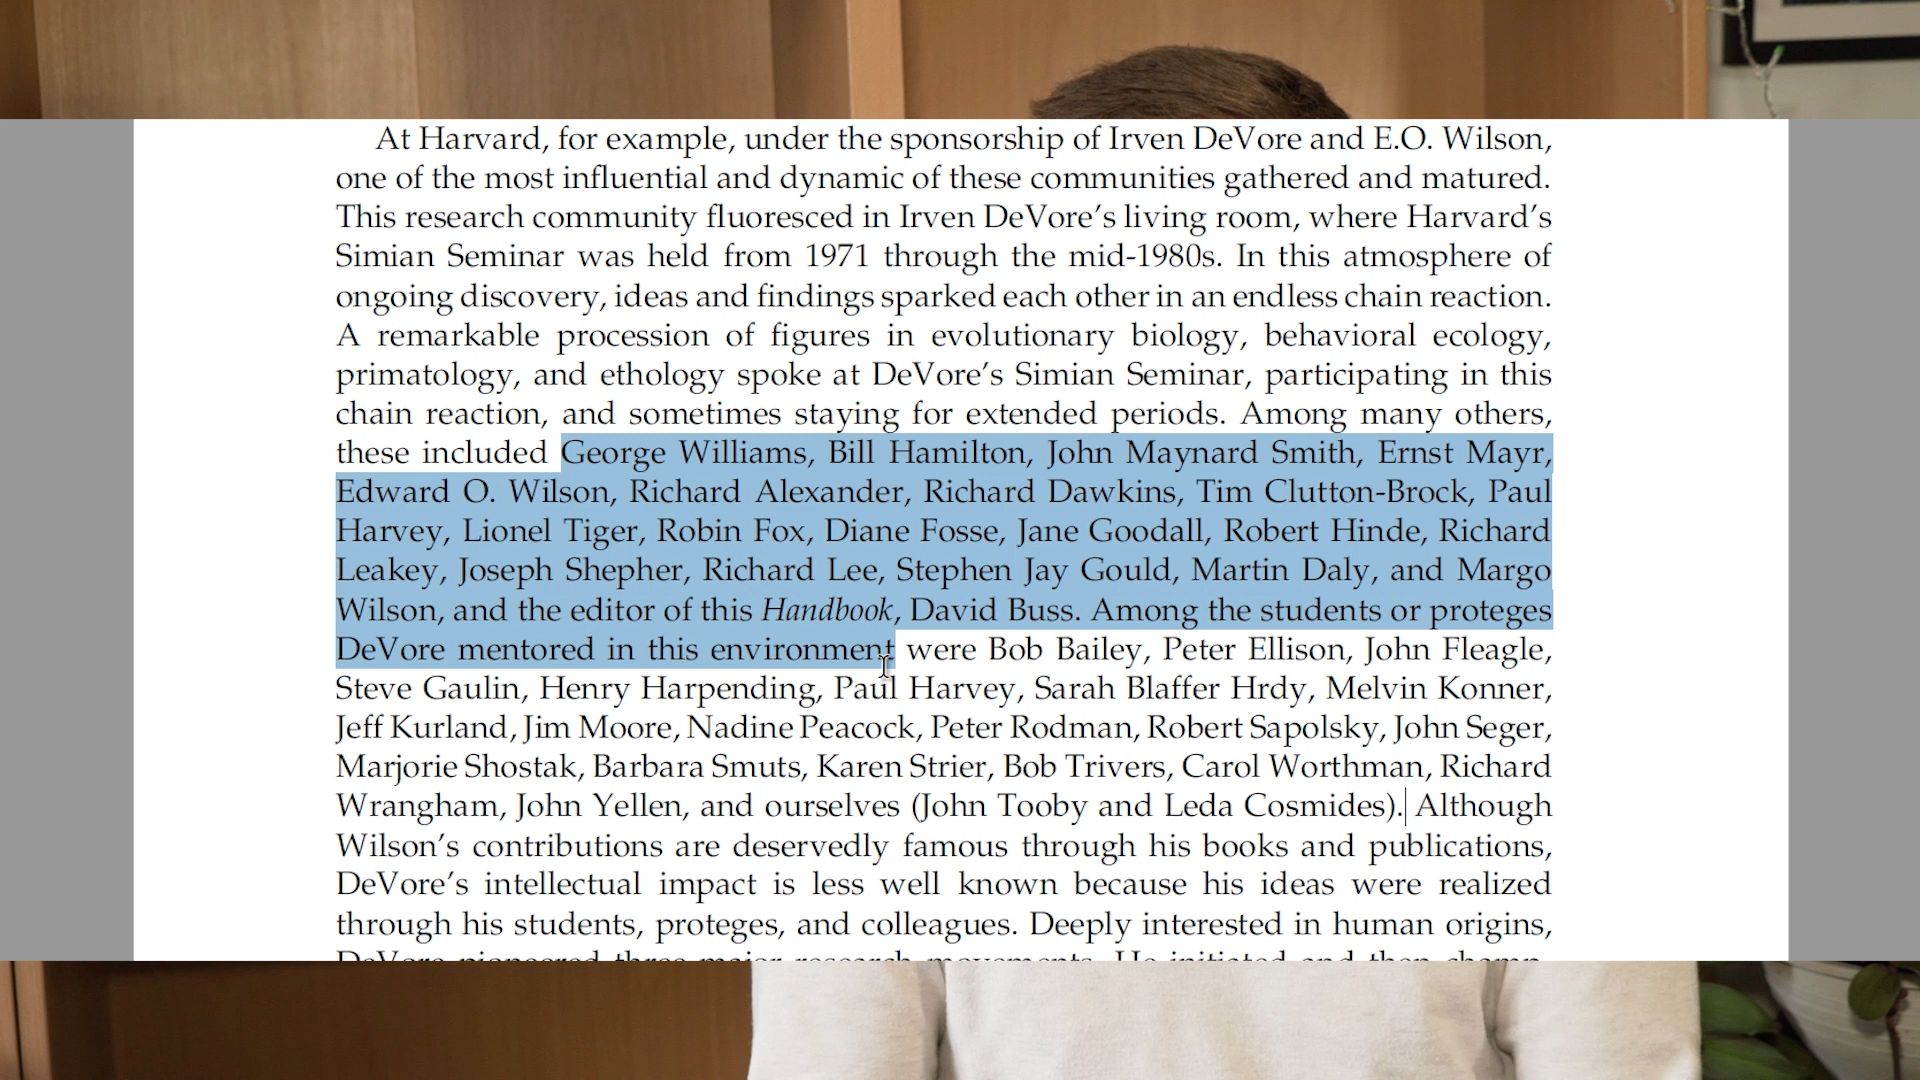 At Harvard, for example, under the sponsorship of Irven DeVore and E.O. Wilson,
one of the most influential and dynamic of these communities gathered and matured.
This research community fluoresced in Irven DeVore’s living room, where Harvard’s
Simian Seminar was held from 1971 through the mid-1980s. In this atmosphere of
ongoing discovery, ideas and findings sparked each other in an endless chain reaction.
A remarkable procession of figures in evolutionary biology, behavioral ecology,
primatology, and ethology spoke at DeVore’s Simian Seminar, participating in this
chain reaction, and sometimes staying for extended periods. Among many others,
these included George Williams, Bill Hamilton, John Maynard Smith, Ernst Mayr,
Edward O. Wilson, Richard Alexander, Richard Dawkins, Tim Clutton-Brock, Paul
Harvey, Lionel Tiger, Robin Fox, Diane Fosse, Jane Goodall, Robert Hinde, Richard
Leakey, Joseph Shepher, Richard Lee, Stephen Jay Gould, Martin Daly, and Margo
Wilson, and the editor of this Handbook, David Buss. Among the students or proteges
DeVore mentored in this environment were Bob Bailey, Peter Ellison, John Fleagle,
Steve Gaulin, Henry Harpending, Paul Harvey, Sarah Blaffer Hrdy, Melvin Konner,
Jeff Kurland, Jim Moore, Nadine Peacock, Peter Rodman, Robert Sapolsky, John Seger,
Marjorie Shostak, Barbara Smuts, Karen Strier, Bob Trivers, Carol Worthman, Richard
Wrangham, John Yellen, and ourselves (John Tooby and Leda Cosmides). Although
Wilson’s contributions are deservedly famous through his books and publications,
DeVore’s intellectual impact is less well known because his ideas were realized
through his students, proteges, and colleagues. Deeply interested in human origins,
DeVore pioneered three major research movements. He initiated and then champ-